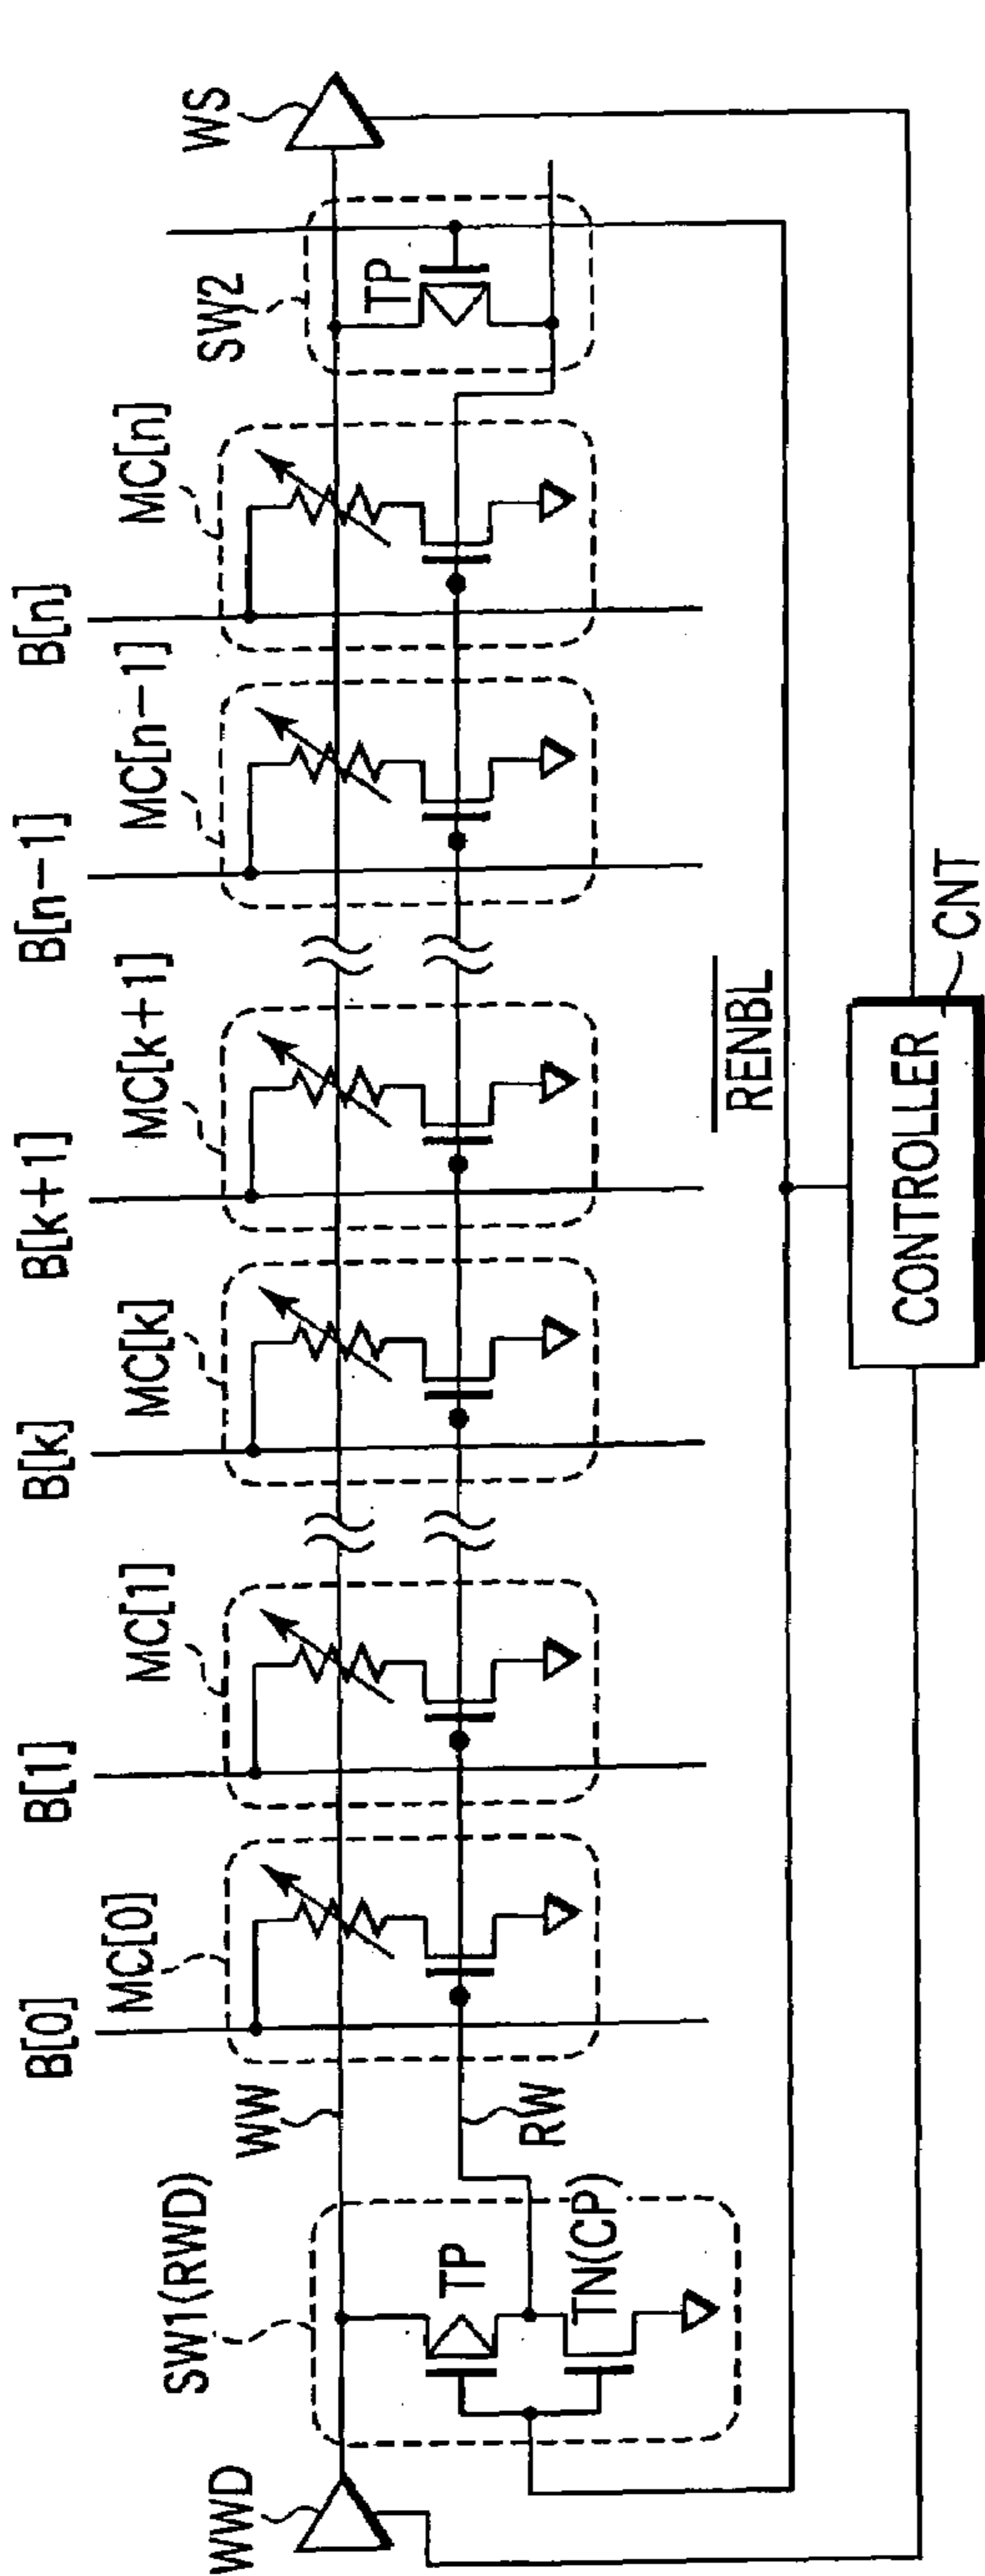 B[0]
B[1]
B[k]
B[k+1]
B[n-1]
B[n]
MC[0]
MC[1]
MC[k]
MC[k+1]
MC[n-1]
MC[n]
WWD
SW1(RWD)
WW
SW2
WS
TP
TP
TN(CP)
RW
RENBL
CONTROLLER
CNT